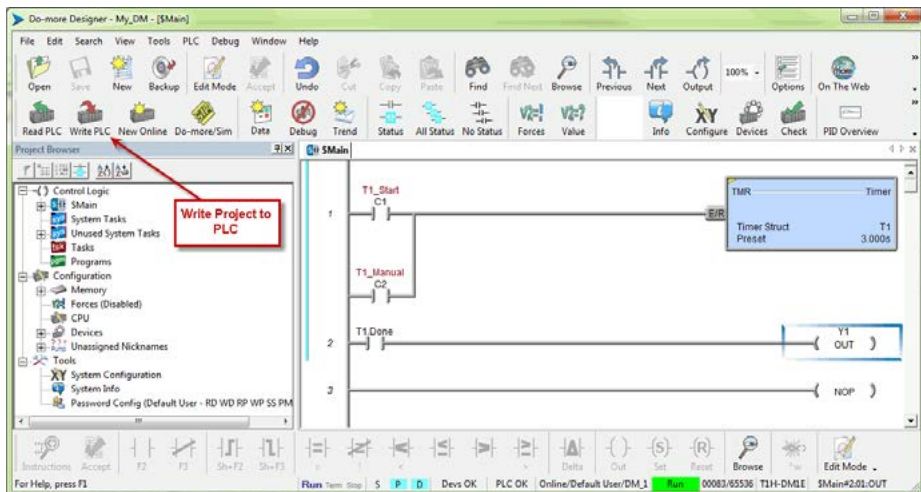 Do-more Designer - My_DM - [$Main]
File Edit Search View Tools PLC Debug Window Help
Open Save New Backup Edit Mode Accept Undo Cut Copy Paste Find Find Next Browse Previous Next Output 100% Options On The Web
Read PLC Write PLC New Online Do-more/Sim Data Debug Trend Status All Status No Status Forces Value Info Configure Devices Check PID Overview
Project Browser
$Main
Control Logic
$Main
System Tasks
Unused System Tasks
Tasks
Programs
Configuration
Memory
Forces (Disabled)
CPU
Devices
Unassigned Nicknames
Tools
System Configuration
System Info
Password Config (Default User - RD WD RP WP SS PM
Write Project to
PLC
T1_Start
C1
1
E/R
TMR Timer
Timer Struct T1
Preset 3.000s
T1_Manual
C2
T1.Done
2
Y1
OUT
3
NOP
Instructions Accept F2 F3 Sh+F2 Sh+F3 Delta Out Set Reset Browse Edit Mode
For Help, press F1
Run Term Stop S P D Devs OK PLC OK Online/Default User/DM_1 Run 00083/65536 T1H-DM1E $Main#2.01:OUT